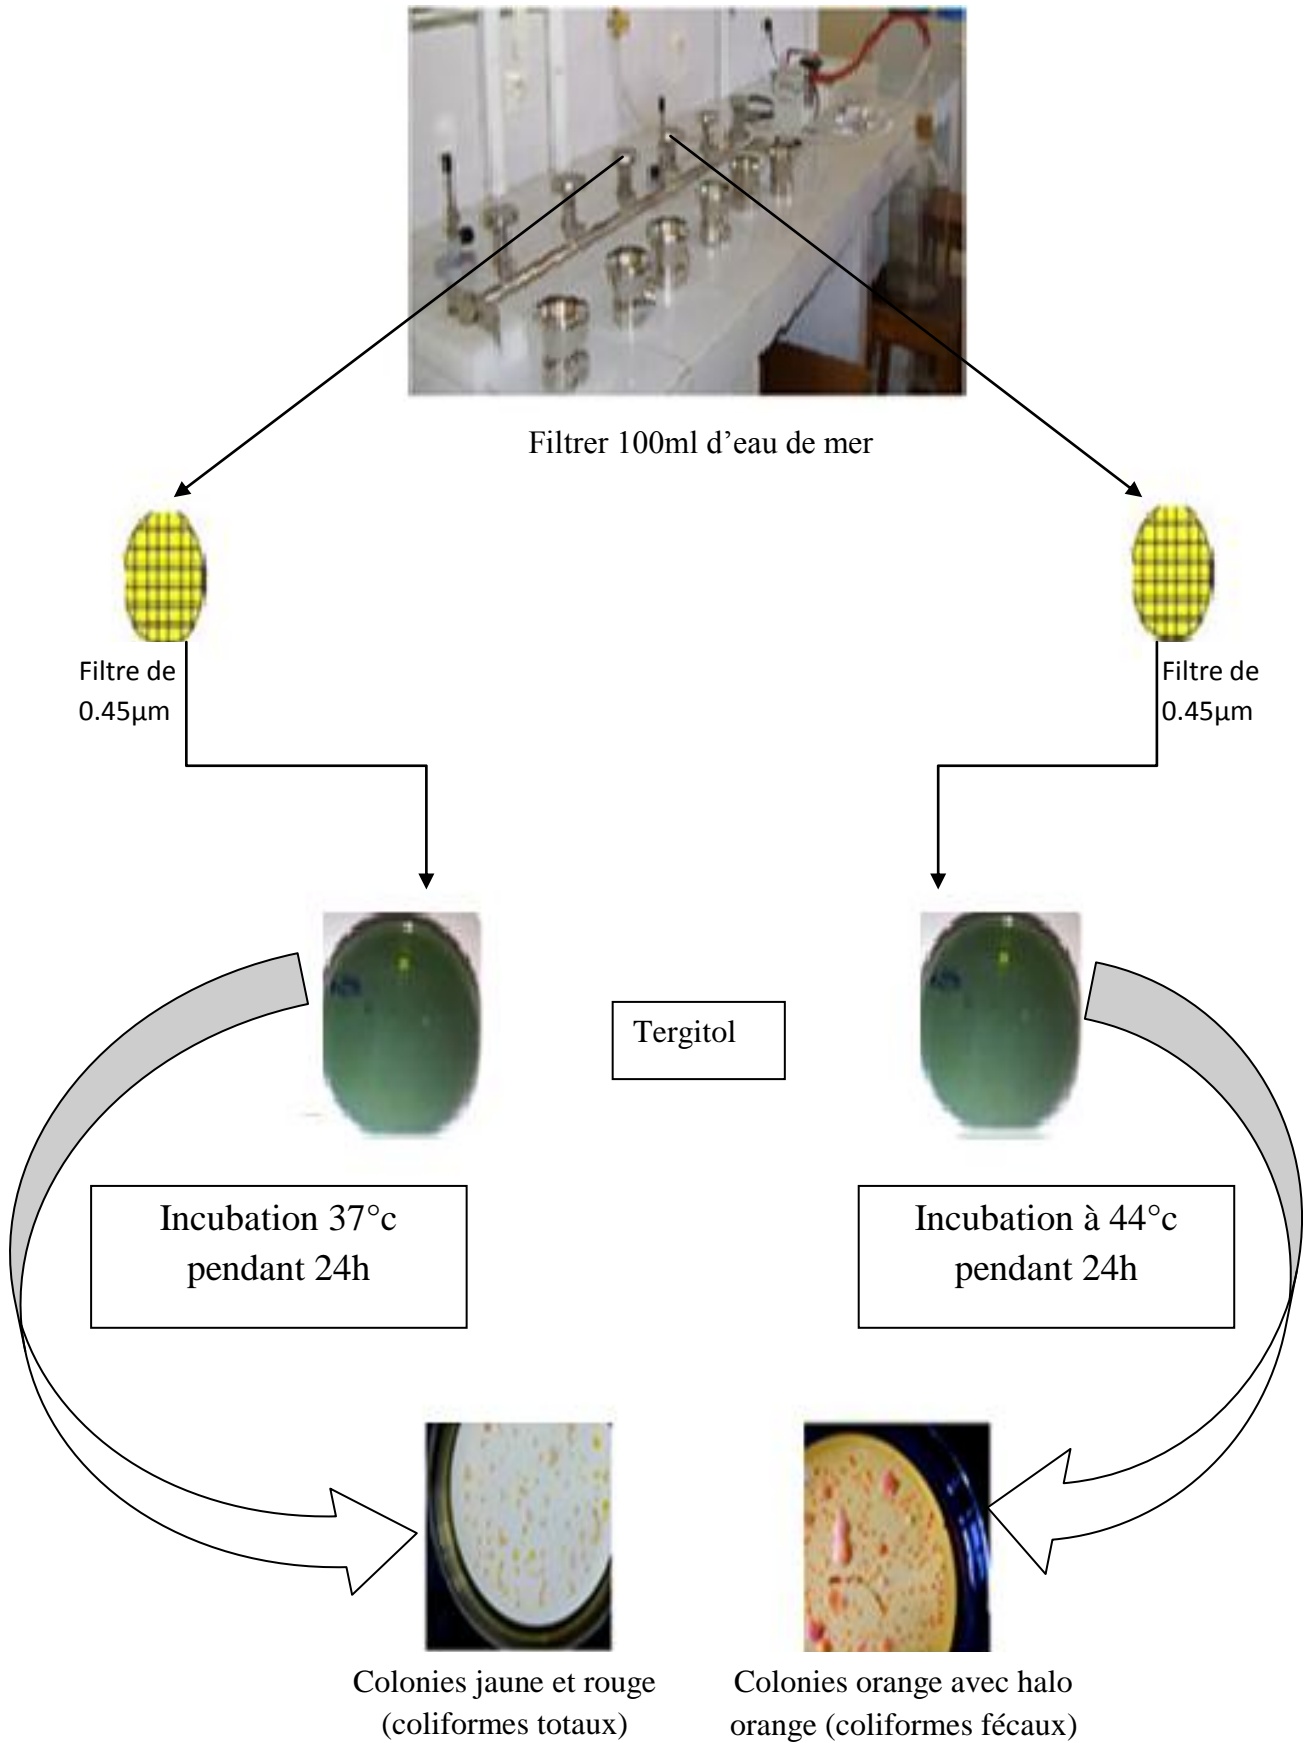 Filtrer 100ml d’eau de mer
Filtre de
0.45µm
Filtre de
0.45µm
Tergitol
Incubation 37°c
pendant 24h
Incubation à 44°c
pendant 24h
Colonies jaune et rouge
(coliformes totaux)
Colonies orange avec halo
orange (coliformes fécaux)